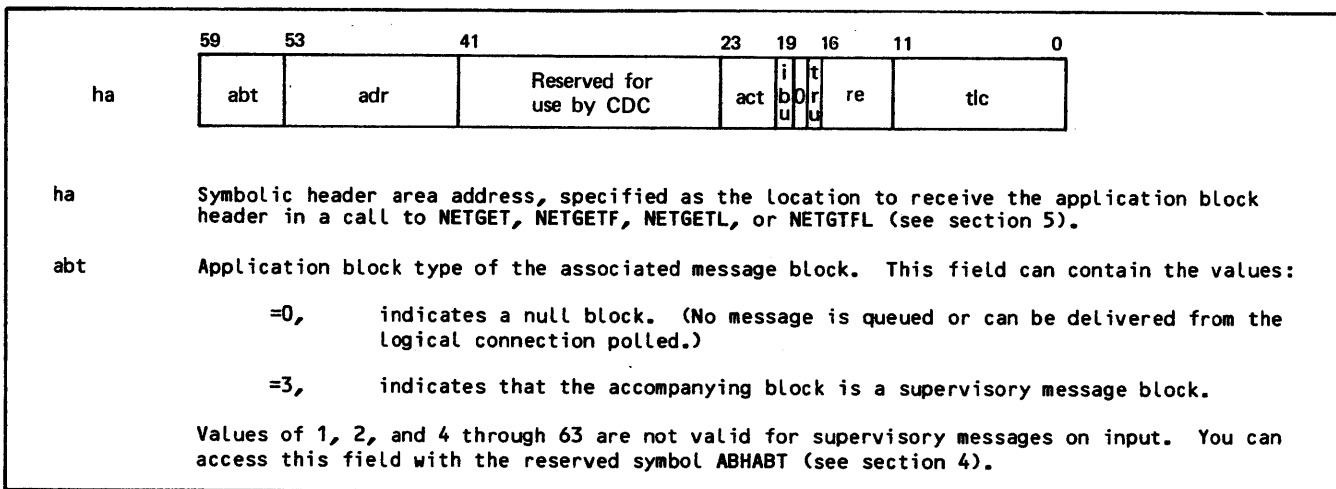 59 53 41 23 19 16 11 0
ha abt adr Reserved for use by CDC act ibu 0 tru re tlc
ha Symbolic header area address, specified as the location to receive the application block
header in a call to NETGET, NETGETF, NETGETL, or NETGTFL (see section 5).
abt Application block type of the associated message block. This field can contain the values:
=0, indicates a null block. (No message is queued or can be delivered from the
logical connection polled.)
=3, indicates that the accompanying block is a supervisory message block.
Values of 1, 2, and 4 through 63 are not valid for supervisory messages on input. You can
access this field with the reserved symbol ABHABT (see section 4).